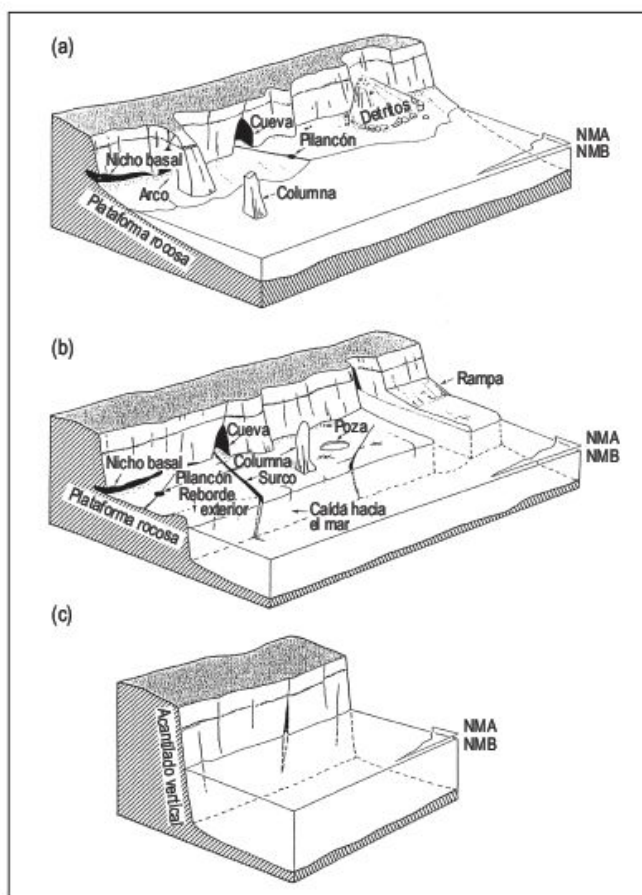 (a)
Cueva
Detritos
Pilancón
NMA
NMB
Nicho basal
Arco
Columna
Plataforma rocosa
(b)
Rampa
Cueva
Poza
Nicho basal
Columna
Pilancón
Surco
Reborde
exterior
Caída hacia
el mar
NMA
NMB
Plataforma rocosa
(c)
NMA
NMB
Acantilado vertical